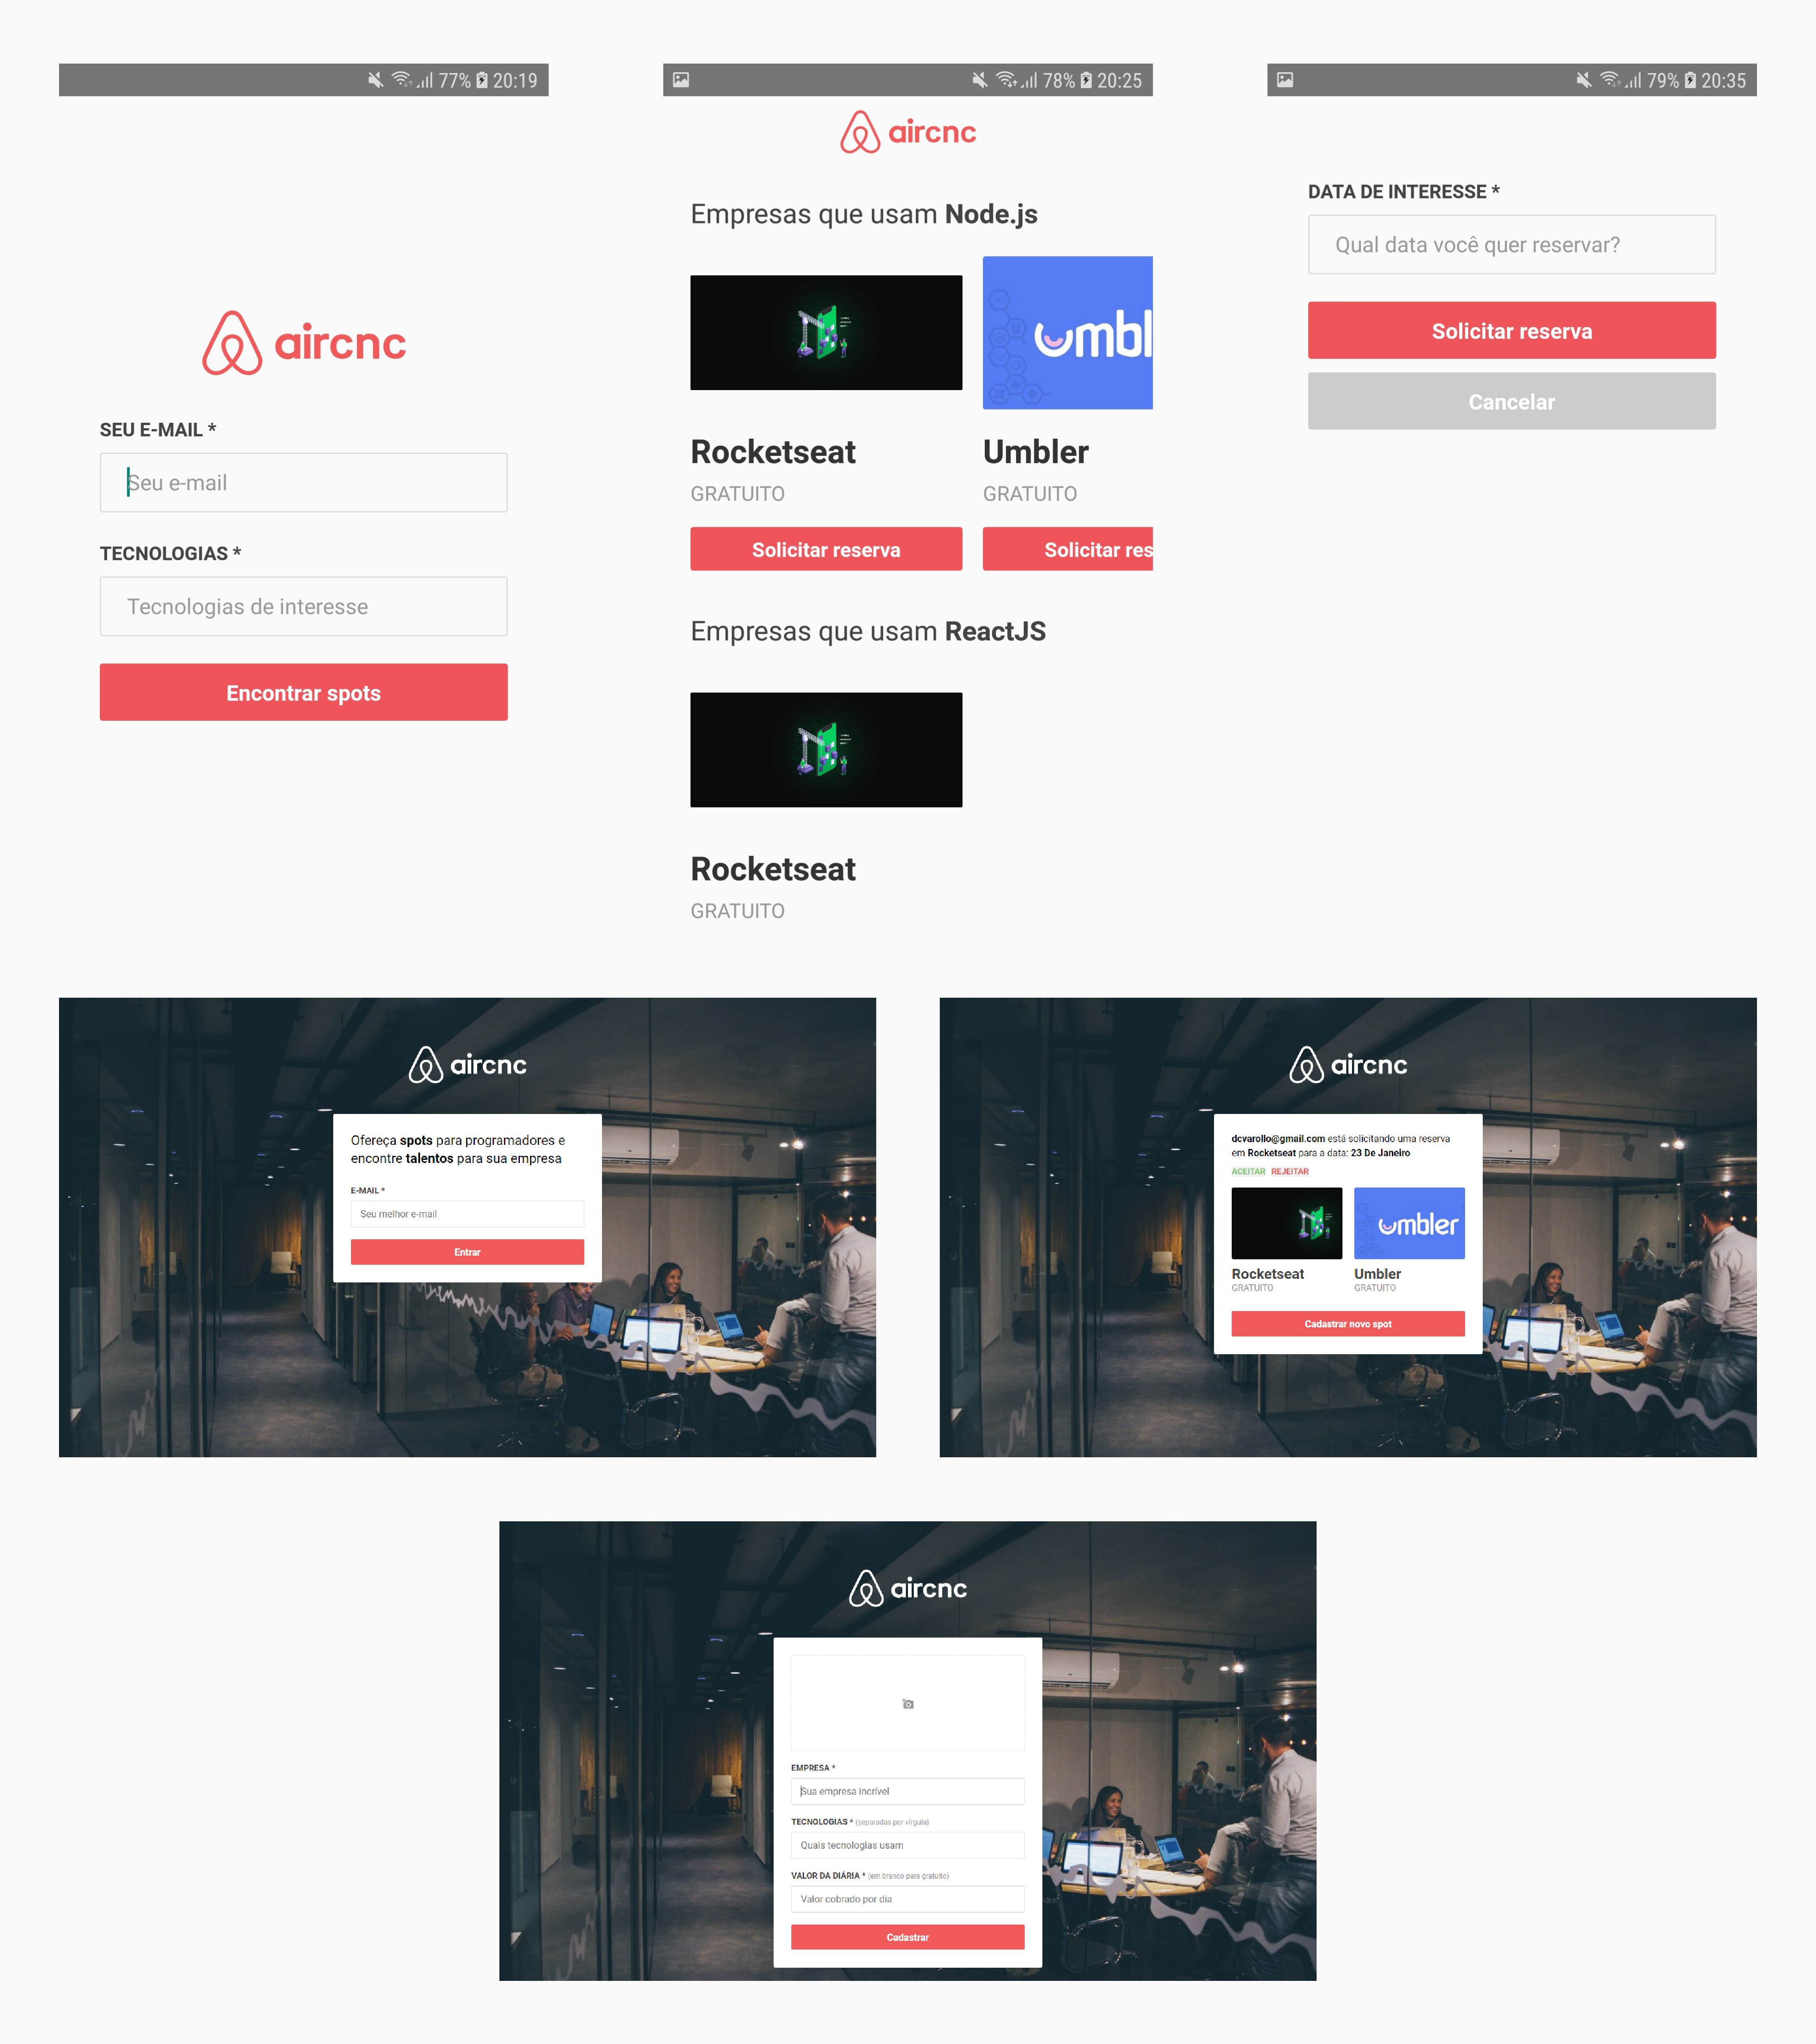 77% 20:19
aircnc
SEU E-MAIL *
Seu e-mail
TECNOLOGIAS *
Tecnologias de interesse
Encontrar spots
78% 20:25
aircnc
Empresas que usam Node.js
umbl
Rocketseat
GRATUITO
Solicitar reserva
Umbler
GRATUITO
Solicitar res
Empresas que usam ReactJS
Rocketseat
GRATUITO
79% 20:35
DATA DE INTERESSE *
Qual data você quer reservar?
Solicitar reserva
Cancelar
aircnc
Ofereça spots para programadores e
encontre talentos para sua empresa
E-MAIL *
Seu melhor e-mail
Entrar
aircnc
dcvarollo@gmail.com está solicitando uma reserva
em Rocketseat para a data: 23 De Janeiro
ACEITAR REJEITAR
umbler
Rocketseat
GRATUITO
Umbler
GRATUITO
Cadastrar novo spot
aircnc
EMPRESA *
Sua empresa incrível
TECNOLOGIAS * (separadas por vírgula)
Quais tecnologias usam
VALOR DA DIÁRIA * (em branco para gratuito)
Valor cobrado por dia
Cadastrar